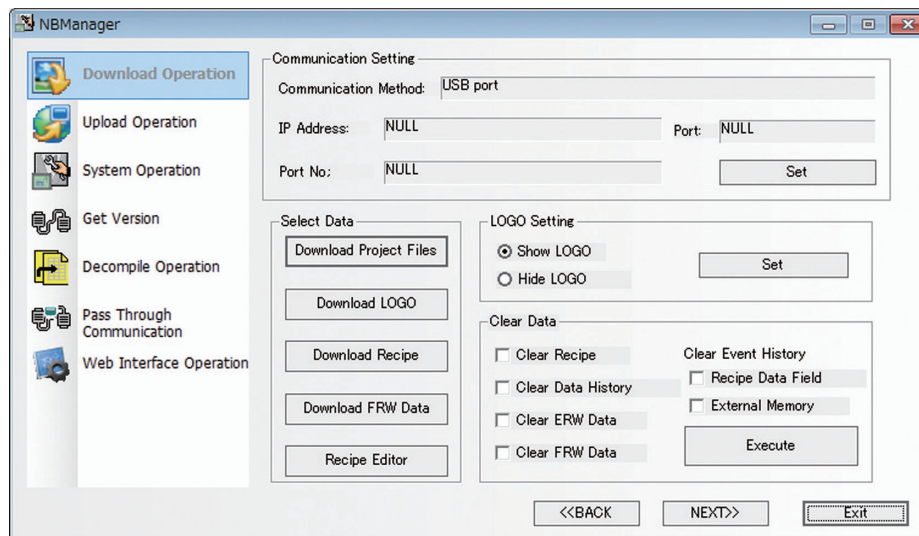 NBManager
Download Operation
Upload Operation
System Operation
Get Version
Decompile Operation
Pass Through
Communication
Web Interface Operation
Communication Setting
Communication Method: USB port
IP Address: NULL Port: NULL
Port No; NULL Set
Select Data
Download Project Files
Download LOGO
Download Recipe
Download FRW Data
Recipe Editor
LOGO Setting
Show LOGO
Hide LOGO
Set
Clear Data
Clear Recipe
Clear Data History
Clear ERW Data
Clear FRW Data
Clear Event History
Recipe Data Field
External Memory
Execute
<<BACK NEXT>> Exit